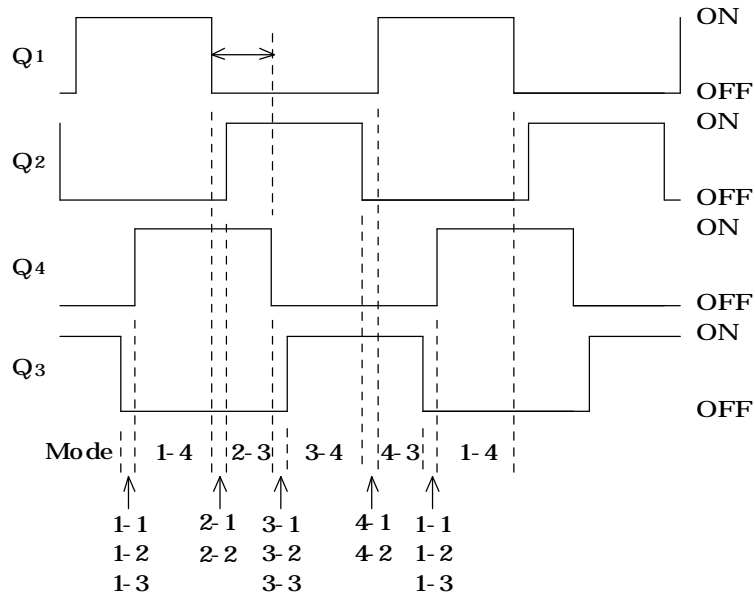 ON
Q1
OFF
ON
Q2
OFF
ON
Q4
OFF
ON
Q3
OFF
Mode 1-4 2-3 3-4 4-3 1-4
1-1 2-1 3-1 4-1 1-1
1-2 2-2 3-2 4-2 1-2
1-3 3-3 1-3